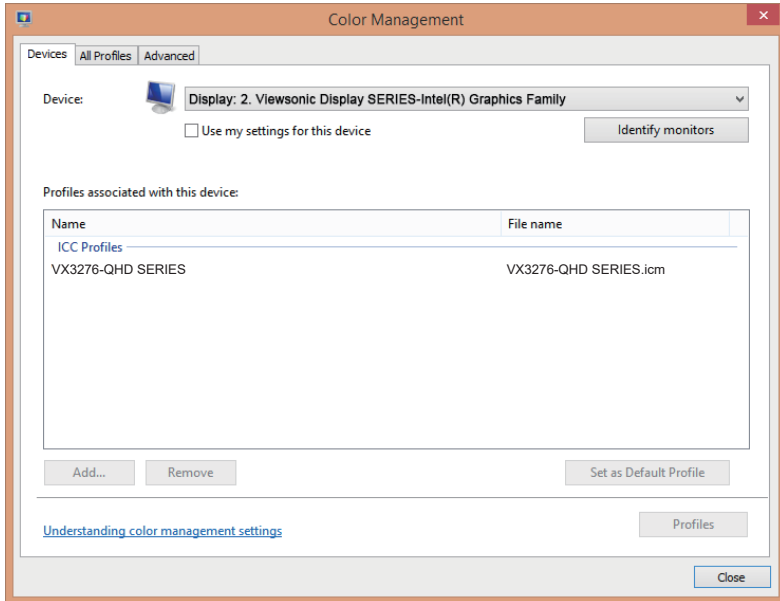 Color Management
Devices All Profiles Advanced
Device: Display: 2. Viewsonic Display SERIES-Intel(R) Graphics Family
Use my settings for this device Identify monitors
Profiles associated with this device:
Name File name
ICC Profiles
VX3276-QHD SERIES VX3276-QHD SERIES.icm
Add... Remove Set as Default Profile
Understanding color management settings Profiles
Close